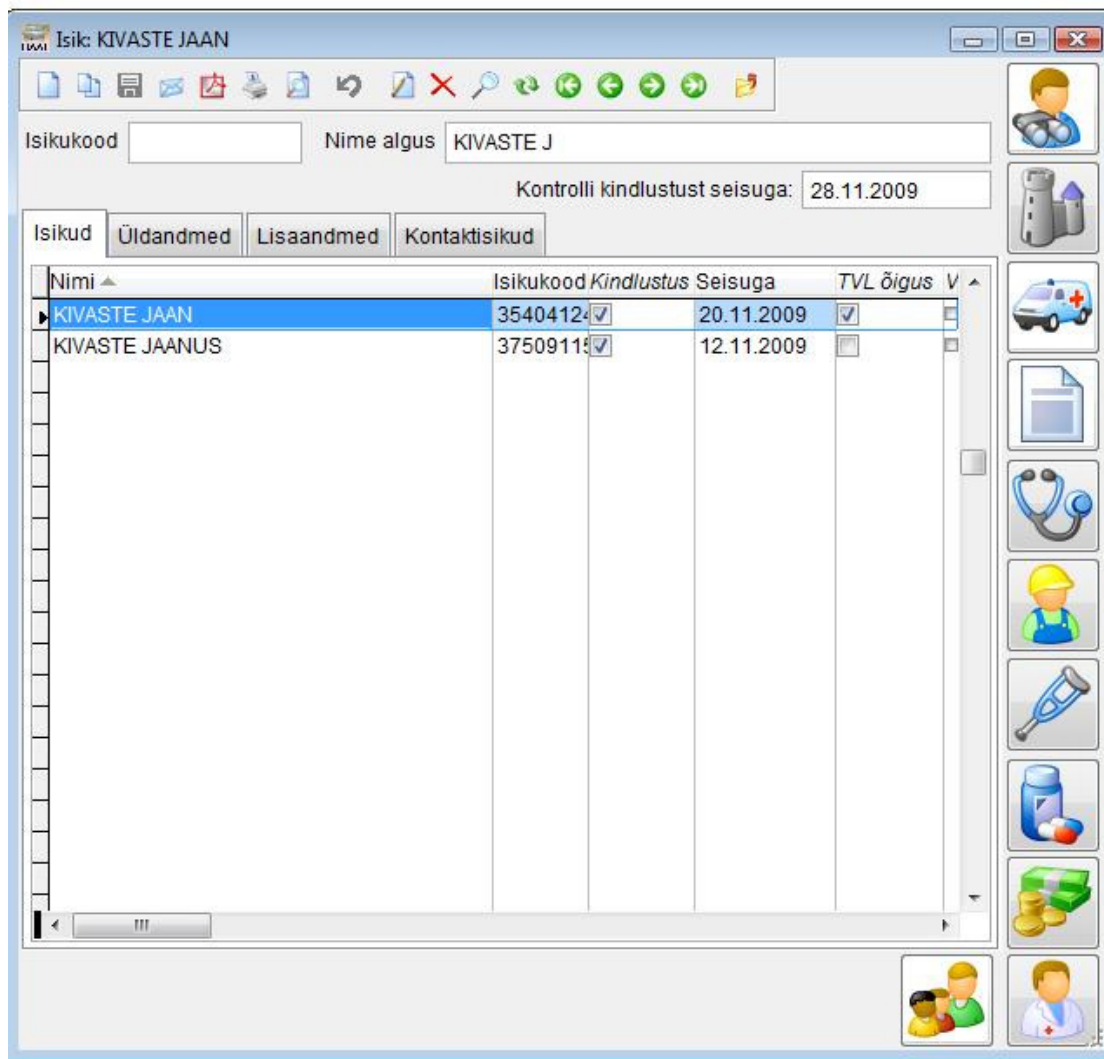 Isik: KIVASTE JAAN
Isikukood Nime algus KIVASTE J
Kontrolli kindlustust seisuga: 28.11.2009
Isikud Üldandmed Lisaandmed Kontaktisikud
Nimi Isikukood Kindlustus Seisuga TVL õigus V
KIVASTE JAAN 3540412 20.11.2009
KIVASTE JAANUS 3750911 12.11.2009